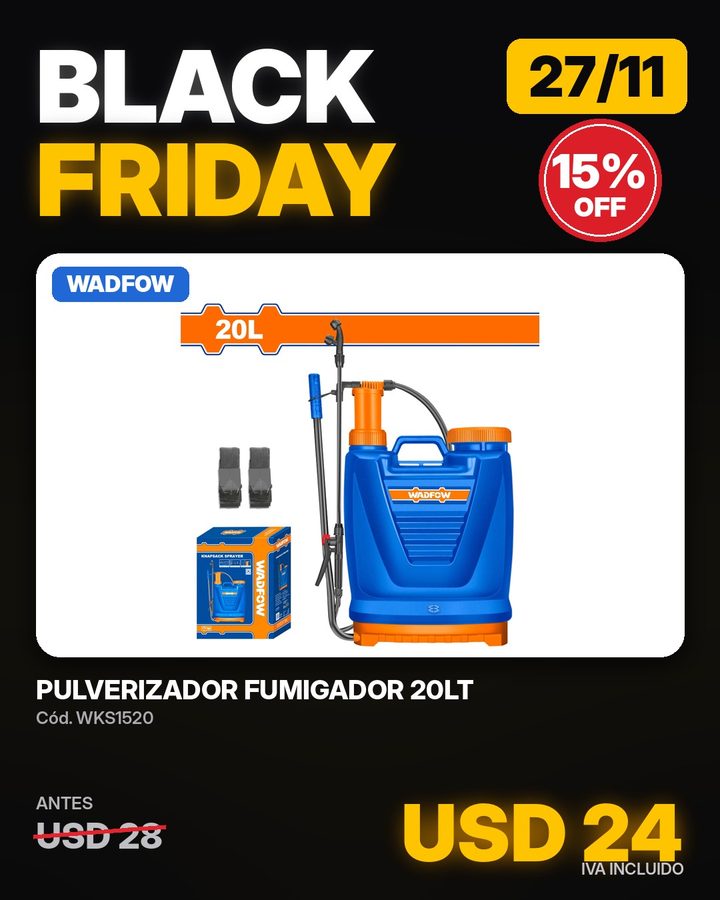 BLACK
FRIDAY
27/11
15%
OFF
WADFOW
20L
WADFOW
KNAPSACK SPRAYER
WADFOW
PULVERIZADOR FUMIGADOR 20LT
Cód. WKS1520
ANTES
USD 28
USD 24
IVA INCLUIDO